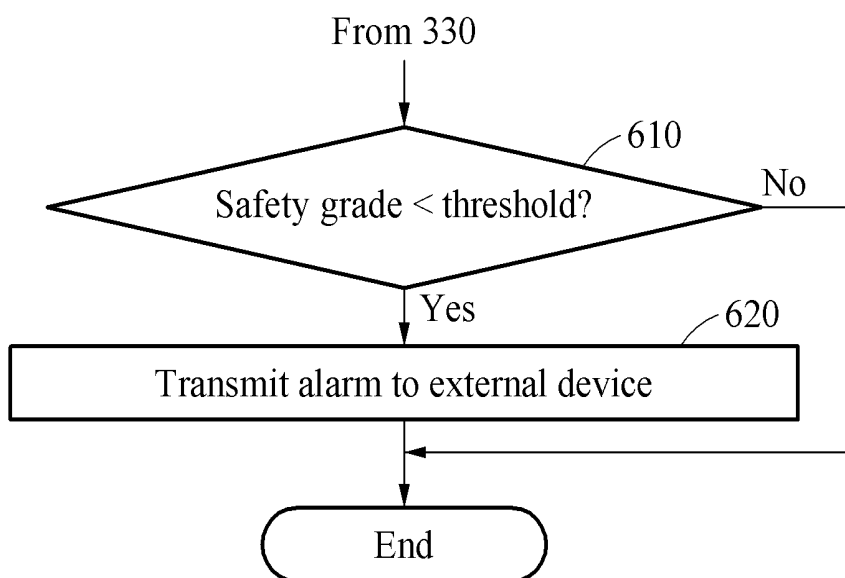 From 330
610
Safety grade < threshold?
No
Yes
620
Transmit alarm to external device
End